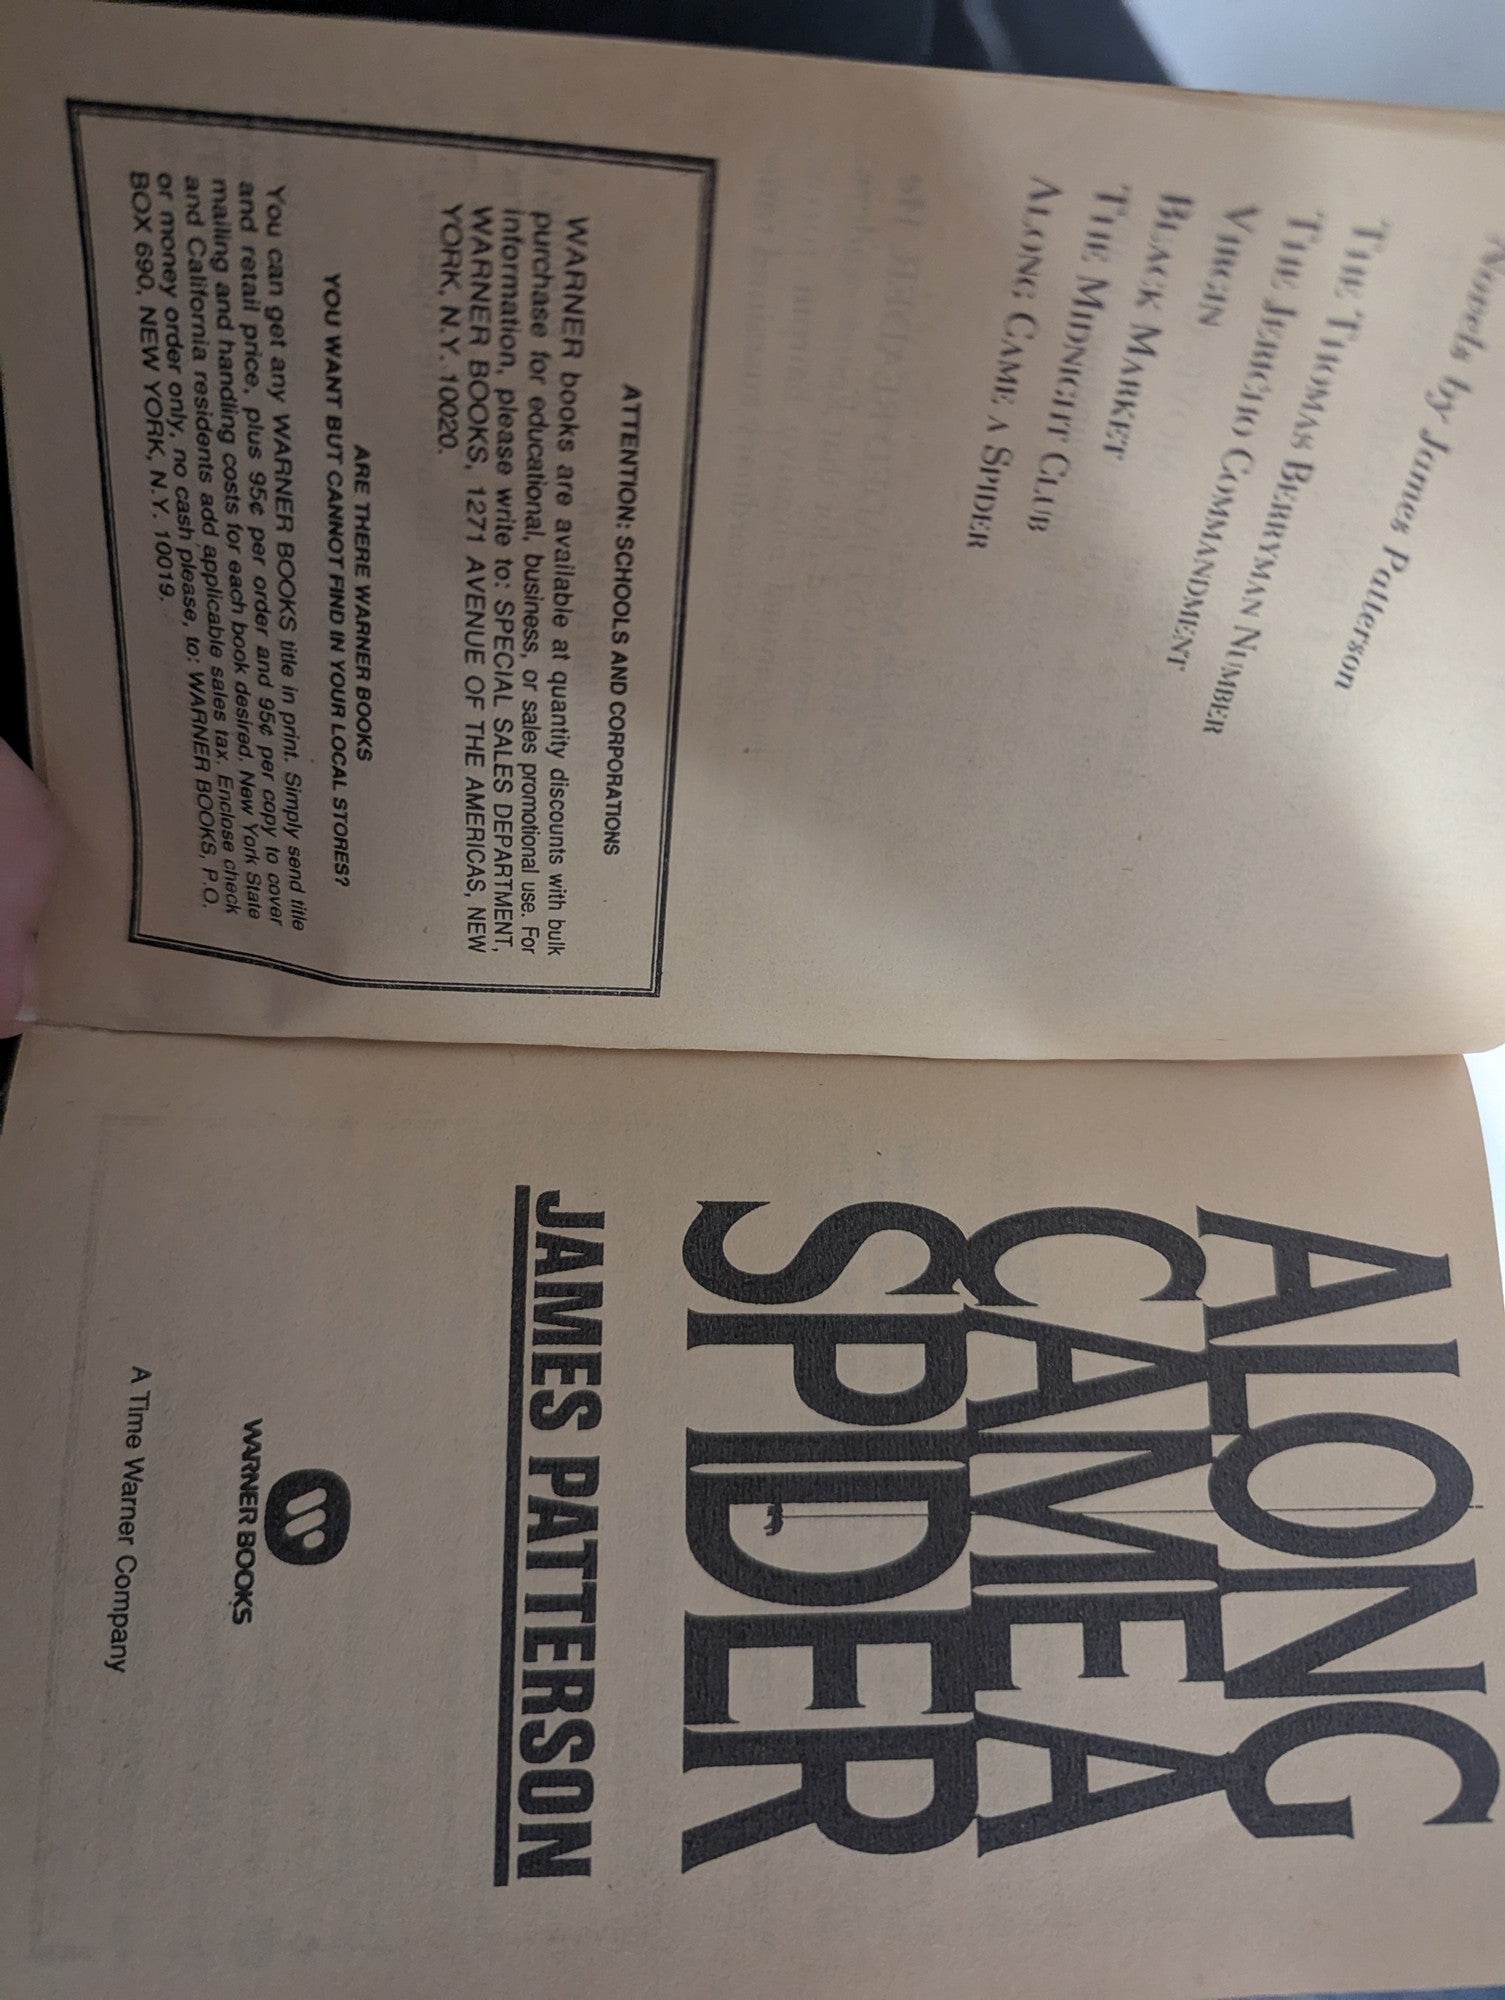 Novels by James Patterson
THE THOMAS BERRYMAN NUMBER
THE JERICHO COMMANDMENT
VIRGIN
BLACK MARKET
THE MIDNIGHT CLUB
ALONG CAME A SPIDER
ATTENTION: SCHOOLS AND CORPORATIONS
WARNER books are available at quantity discounts with bulk
purchase for educational, business, or sales promotional use. For
information, please write to: SPECIAL SALES DEPARTMENT,
WARNER BOOKS, 1271 AVENUE OF THE AMERICAS, NEW
YORK, N.Y. 10020.
ARE THERE WARNER BOOKS
YOU WANT BUT CANNOT FIND IN YOUR LOCAL STORES?
You can get any WARNER BOOKS title in print. Simply send title
and retail price, plus 95¢ per order and 95¢ per copy to cover
mailing and handling costs for each book desired. New York State
and California residents add applicable sales tax. Enclose check
or money order only, no cash please, to: WARNER BOOKS, P.O.
BOX 690, NEW YORK, N.Y. 10019.
ALONG
CAME A
SPIDER
JAMES PATTERSON
WARNER BOOKS
A Time Warner Company